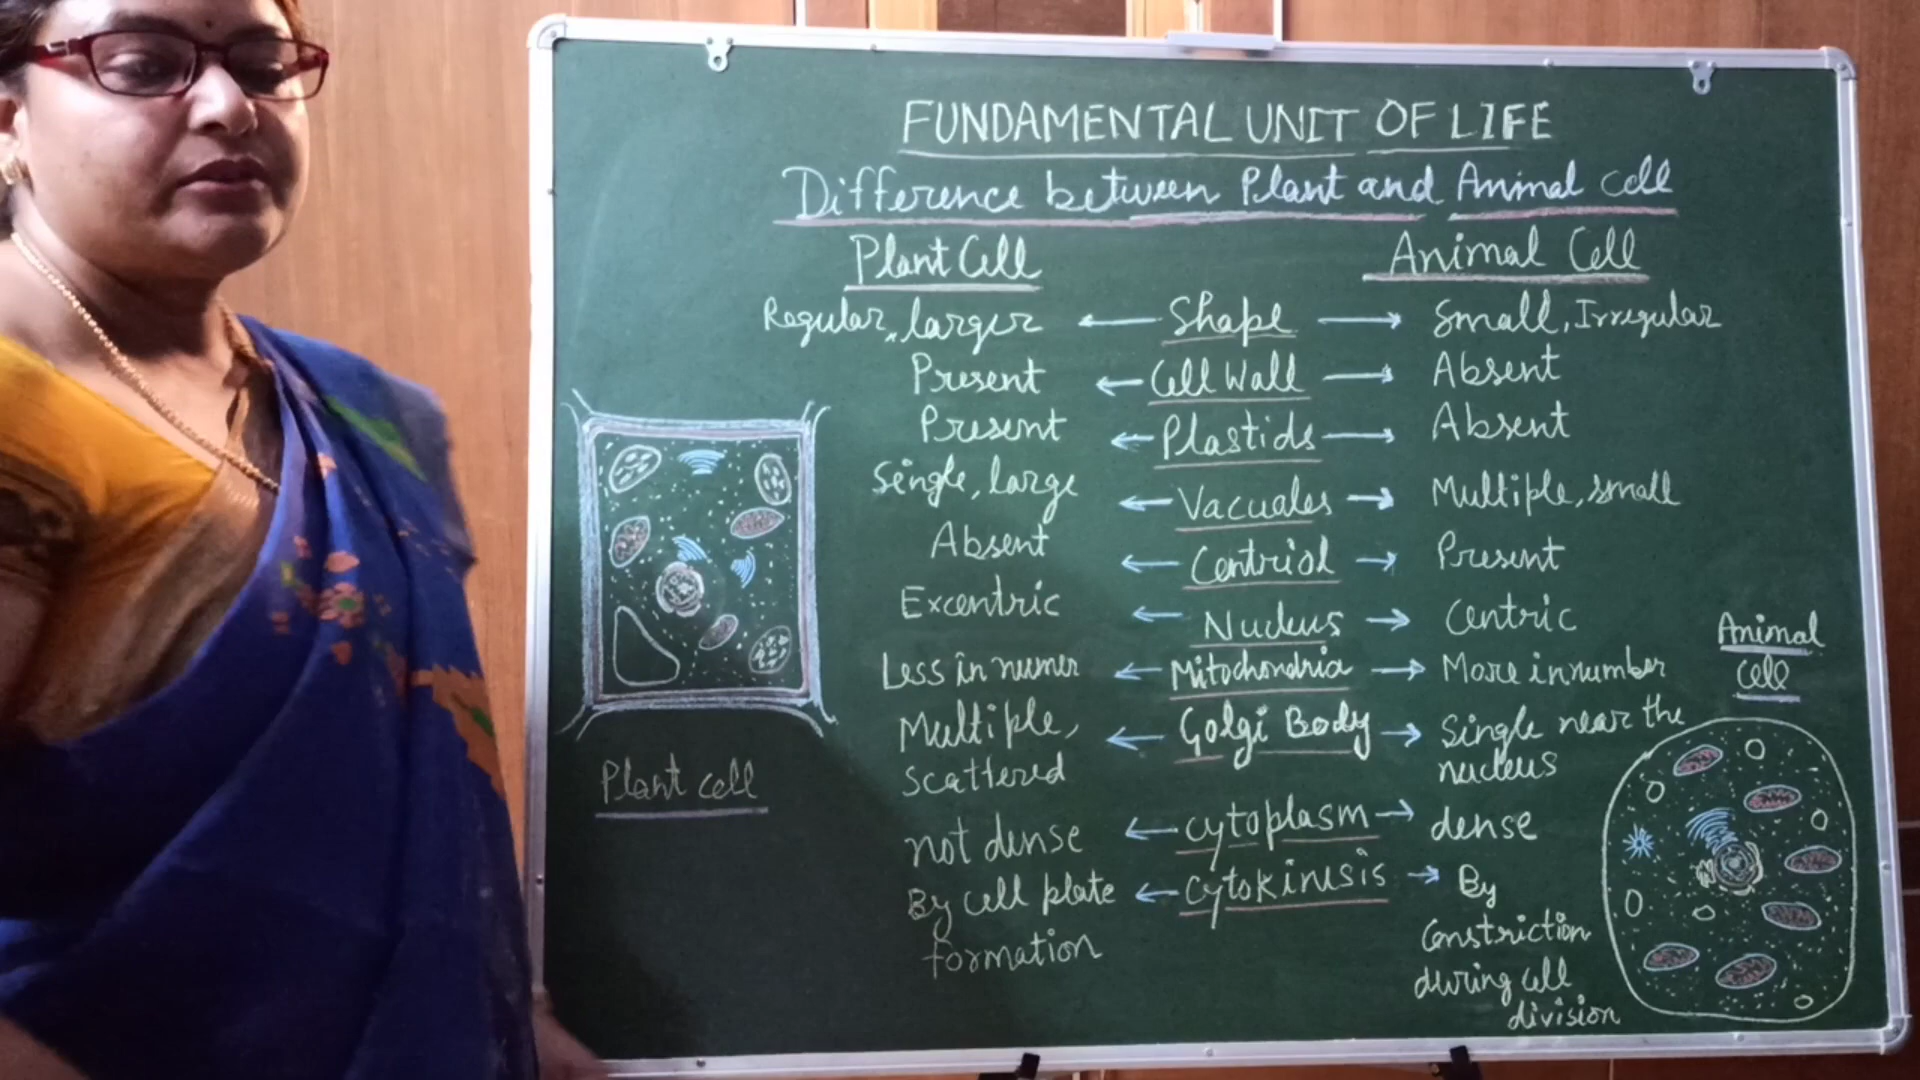 FUNDAMENTAL UNIT OF LIFE
Difference between Plant and Animal cell
Plant Cell Animal Cell
Regular, larger ← Shape → Small, Irregular
Present ← Cell Wall → Absent
Present ← Plastids → Absent
Single, large ← Vacuoles → Multiple, small
Absent ← Centriol → Present
Excentric ← Nucleus → Centric
Less in numer ← Mitochondria → More in number
Multiple, scattered ← Golgi Body → Single near the nucleus
not dense ← cytoplasm → dense
By cell plate formation ← cytokinesis → By
Constriction
during cell
division
Plant cell
Animal
cell